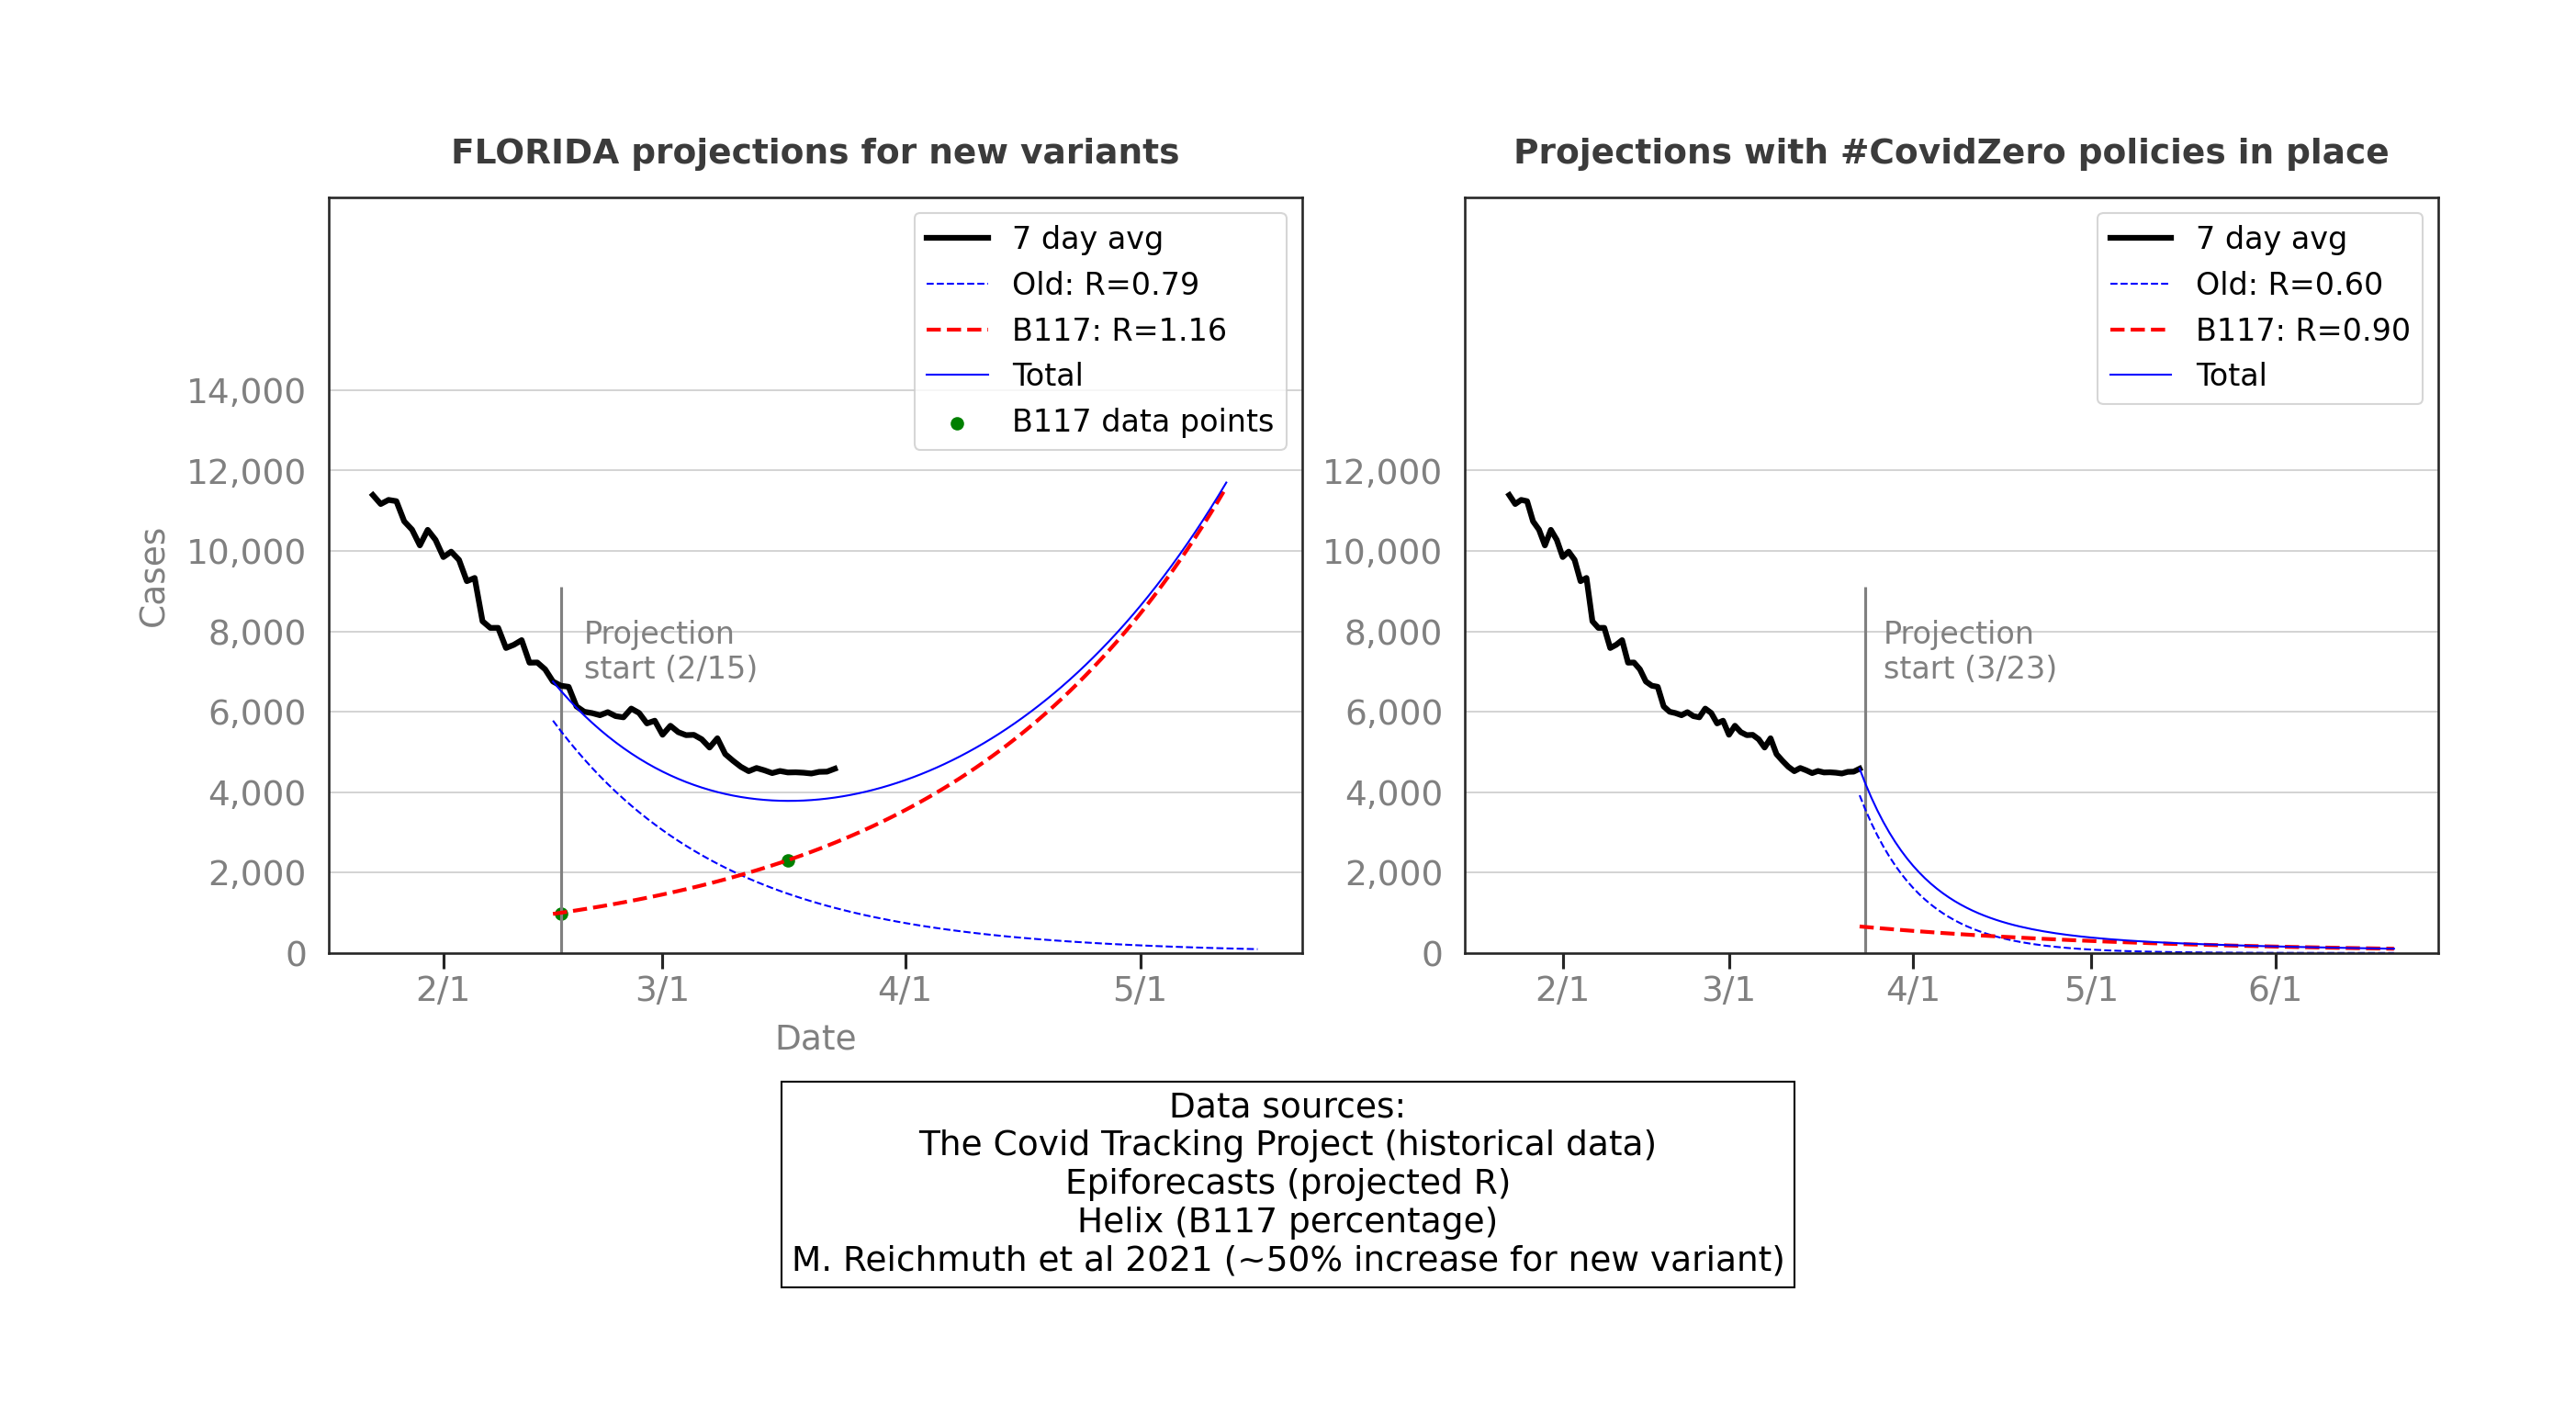 FLORIDA projections for new variants
7 day avg
Old: R=0.79
B117: R=1.16
Total
B117 data points
14,000
12,000
10,000
8,000
6,000
4,000
2,000
0
Cases
Projection
start (2/15)
2/1
3/1
4/1
5/1
Date
Projections with #CovidZero policies in place
7 day avg
Old: R=0.60
B117: R=0.90
Total
12,000
10,000
8,000
6,000
4,000
2,000
0
Projection
start (3/23)
2/1
3/1
4/1
5/1
6/1
Data sources:
The Covid Tracking Project (historical data)
Epiforecasts (projected R)
Helix (B117 percentage)
M. Reichmuth et al 2021 (~50% increase for new variant)